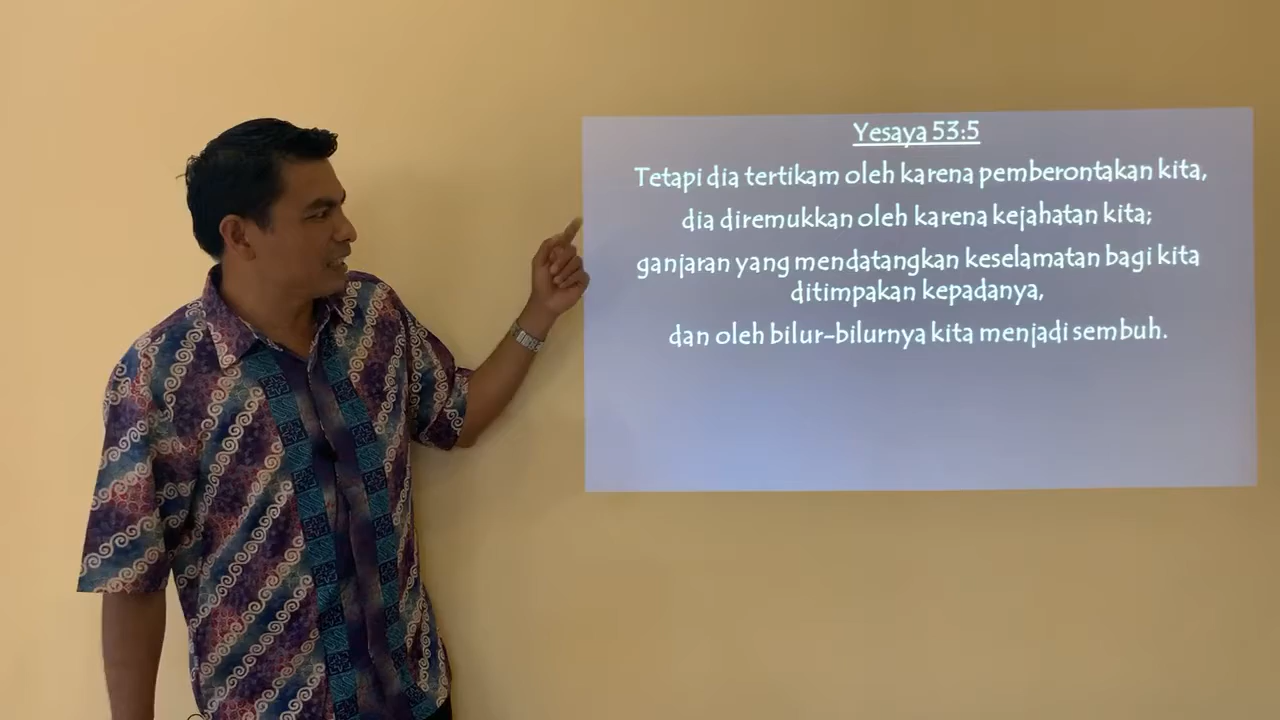 Yesaya 53:5
Tetapi dia tertikam oleh karena pemberontakan kita,
dia diremukkan oleh karena kejahatan kita;
ganjaran yang mendatangkan keselamatan bagi kita
ditimpakan kepadanya,
dan oleh bilur-bilurnya kita menjadi sembuh.